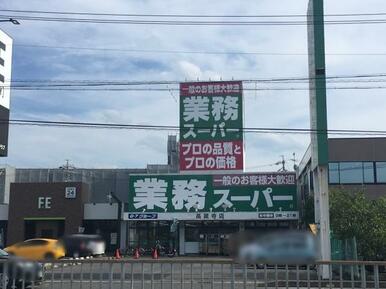 一般のお客様大歓迎
業務
スーパー
プロの品質と
プロの価格
業務スーパー
一般のお客様大歓迎
FE
24
高蔵寺店